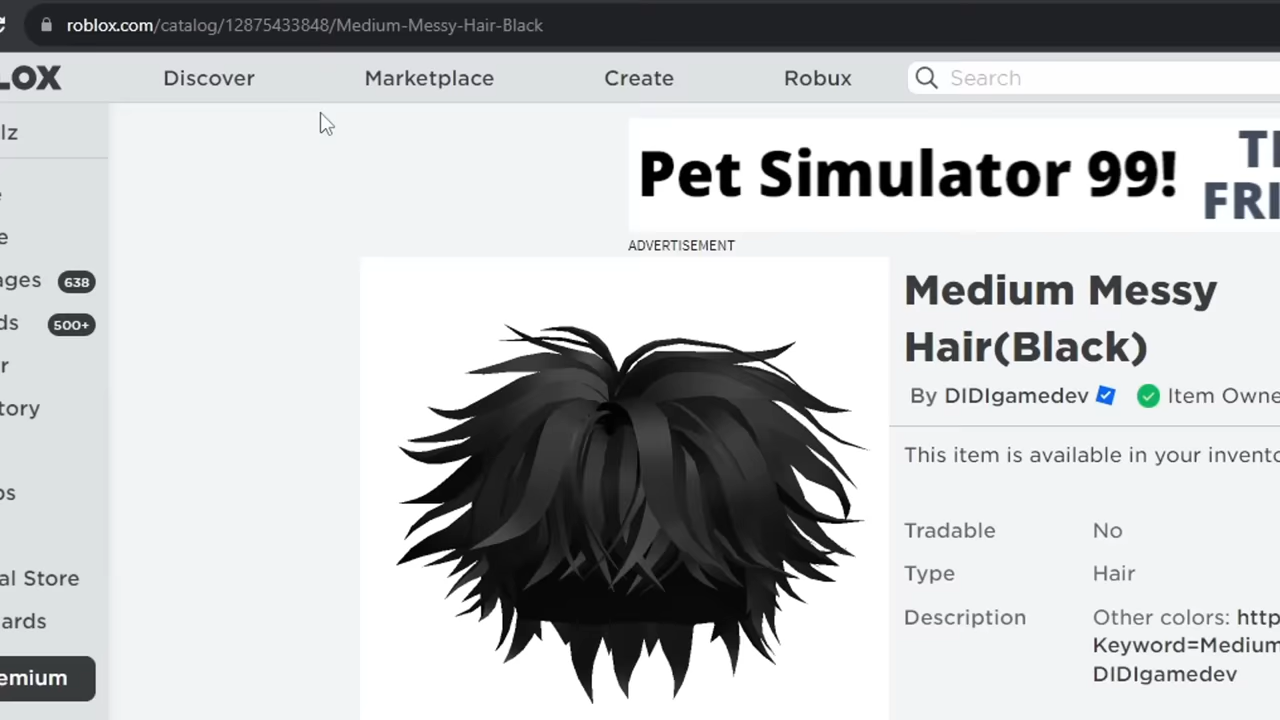 roblox.com/catalog/12875433848/Medium-Messy-Hair-Black
LOX
Discover
Marketplace
Create
Robux
Search
lz
e
e
ages 638
ds 500+
r
tory
os
al Store
ards
emium
Pet Simulator 99!
FRI
ADVERTISEMENT
Medium Messy
Hair(Black)
By DIDIgamedev
Item Owne
This item is available in your invento
Tradable
No
Type
Hair
Description
Other colors: http
Keyword=Medium
DIDIgamedev